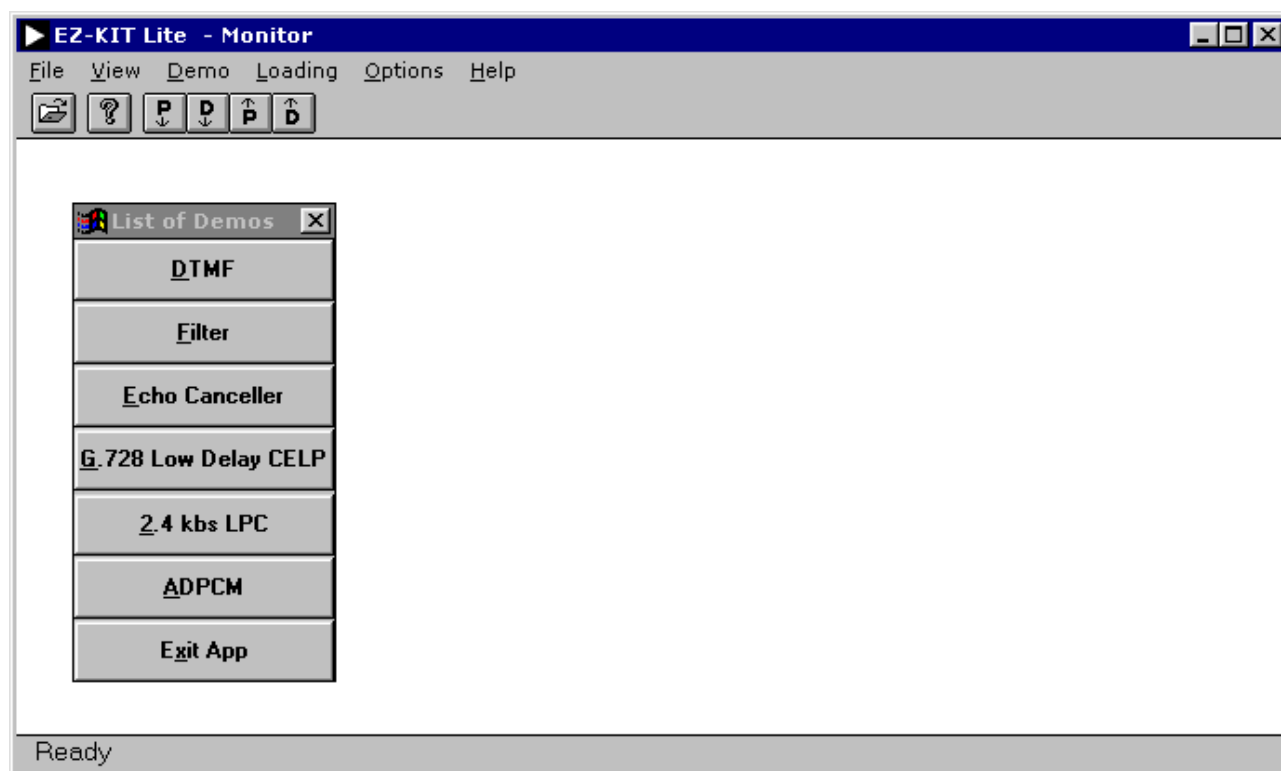 EZ-KIT Lite - Monitor
File View Demo Loading Options Help
P D P D
List of Demos
DTMF
Filter
Echo Canceller
G.728 Low Delay CELP
2.4 kbs LPC
ADPCM
Exit App
Ready